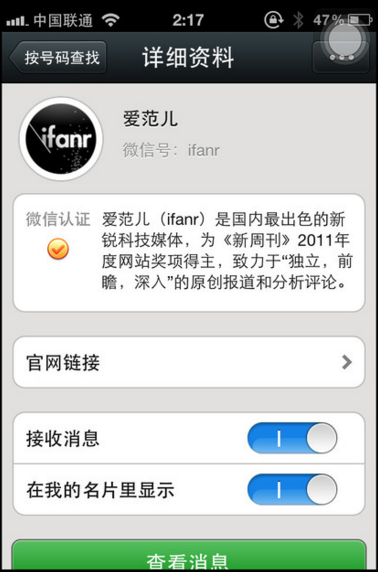 中国联通 2:17 47%
按号码查找 详细资料
ifanr
爱范儿
微信号：ifanr
微信认证 爱范儿（ifanr）是国内最出色的新
锐科技媒体，为《新周刊》2011年
度网站奖项得主，致力于“独立，前
瞻，深入”的原创报道和分析评论。
官网链接
接收消息
在我的名片里显示
查看消息